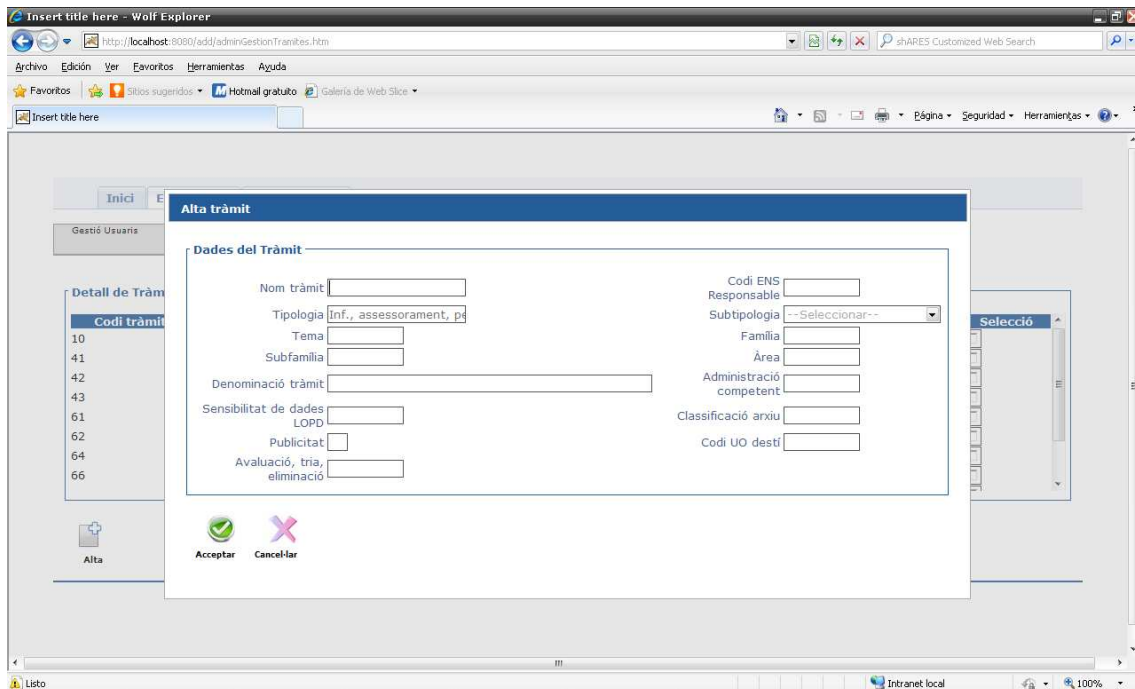 Insert title here - Wolf Explorer
http://localhost:8080/add/adminGestionTramites.htm
shARES Customized Web Search
Archivo Edición Ver Favoritos Herramientas Ayuda
Favoritos Sitios sugeridos Hotmail gratuito Galería de Web Slice
Insert title here
Página Seguridad Herramientas
Inici E
Alta tràmit
Gestió Usuaris
Dades del Tràmit
Nom tràmit
Codi ENS
Responsable
Detall de Tràm
Tipologia Inf., assessorament, pe
Subtipologia --Seleccionar--
Codi tràmit
Selecció
Tema
Família
10
Subfamília
Àrea
41
42
Denominació tràmit
Administració
competent
43
Sensibilitat de dades
LOPD
Classificació arxiu
61
62
Publicitat
Codi UO destí
64
Avaluació, tria,
eliminació
66
Alta
Acceptar Cancel·lar
Listo
Intranet local
100%